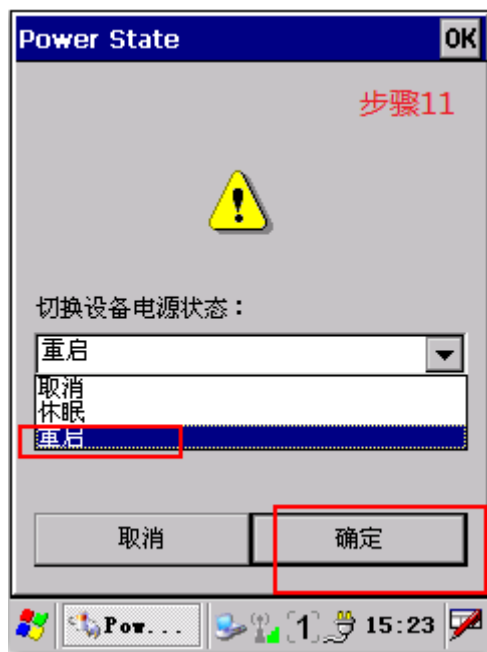 Power State
OK
步骤11
切换设备电源状态：
重启
取消
休眠
重启
取消
确定
Pow...
1
15:23